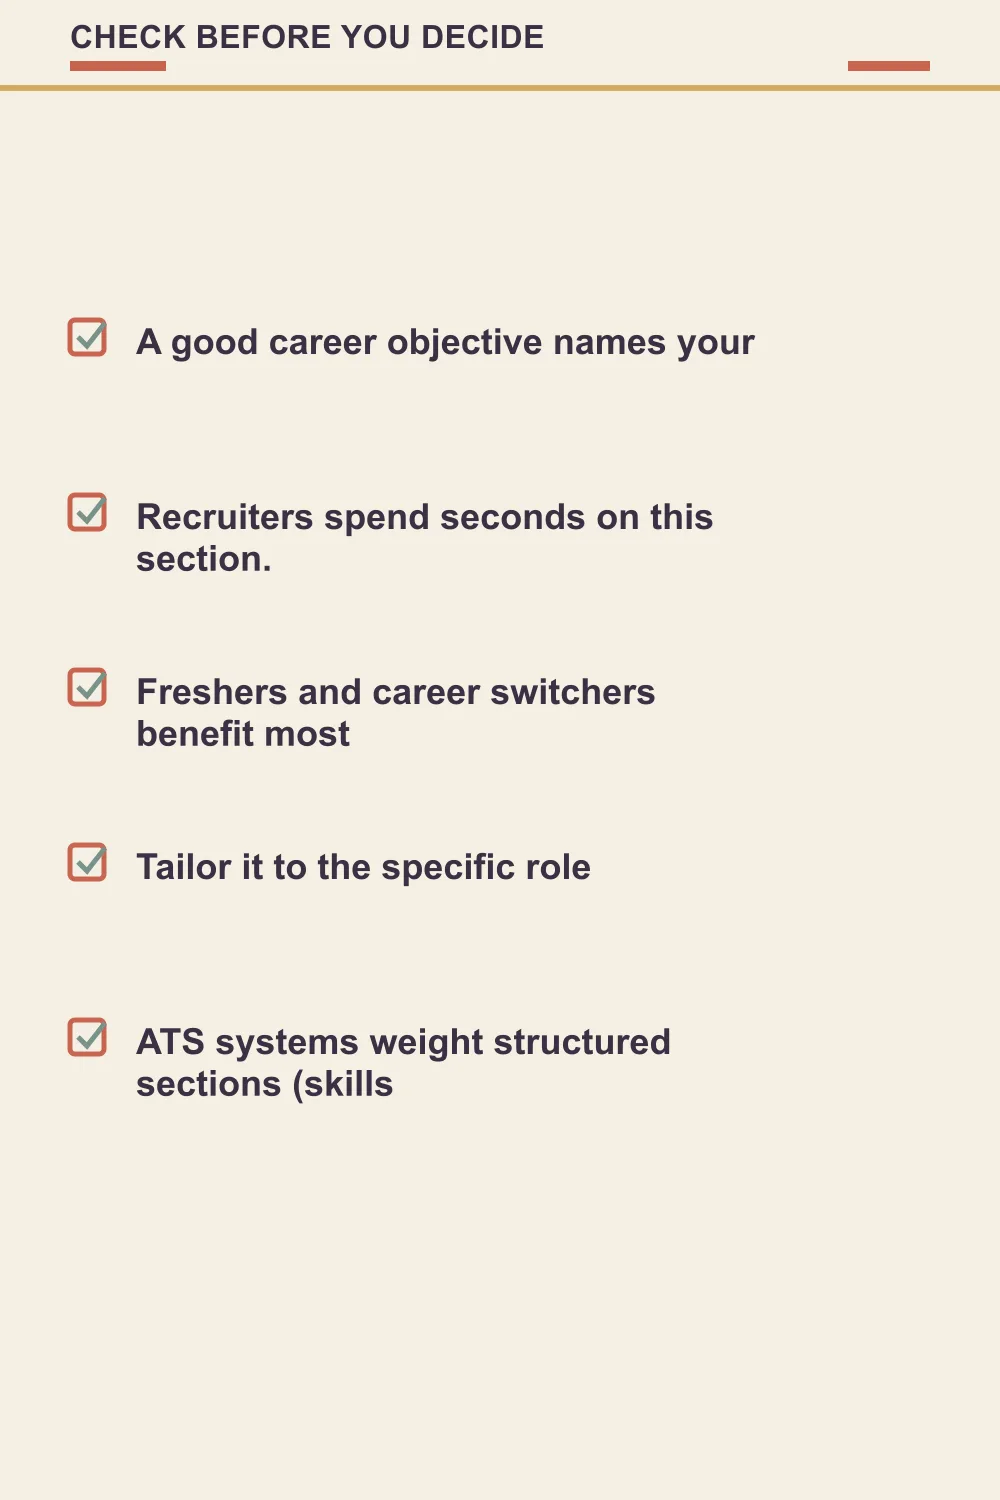 CHECK BEFORE YOU DECIDE
A good career objective names your
Recruiters spend seconds on this
section.
Freshers and career switchers
benefit most
Tailor it to the specific role
ATS systems weight structured
sections (skills